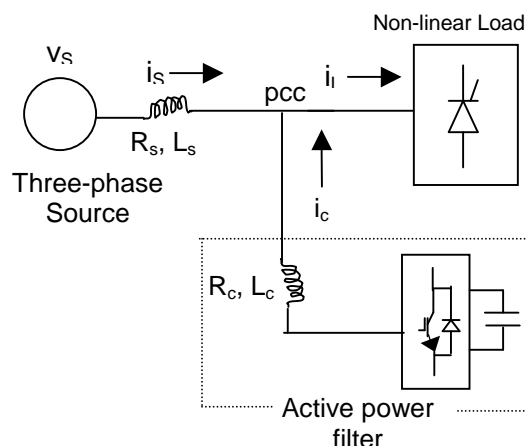 Non-linear Load
vS
iS
iL
pcc
Rs, Ls
Three-phase
Source
ic
Rc, Lc
Active power
filter